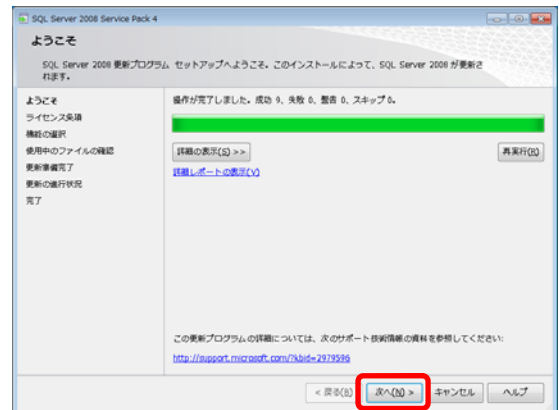 SQL Server 2008 Service Pack 4
ようこそ
SQL Server 2008 更新プログラム セットアップへようこそ。このインストールによって、SQL Server 2008 が更新さ
れます。
ようこそ
ライセンス条項
機能の選択
使用中のファイルの確認
更新準備完了
更新の進行状況
完了
操作が完了しました。成功 9、失敗 0、警告 0、スキップ 0。
詳細の表示(S) >>
再実行(R)
詳細レポートの表示(V)
この更新プログラムの詳細については、次のサポート技術情報の資料を参照してください:
http://support.microsoft.com/?kbid=2979596
< 戻る(B)
次へ(N) >
キャンセル
ヘルプ